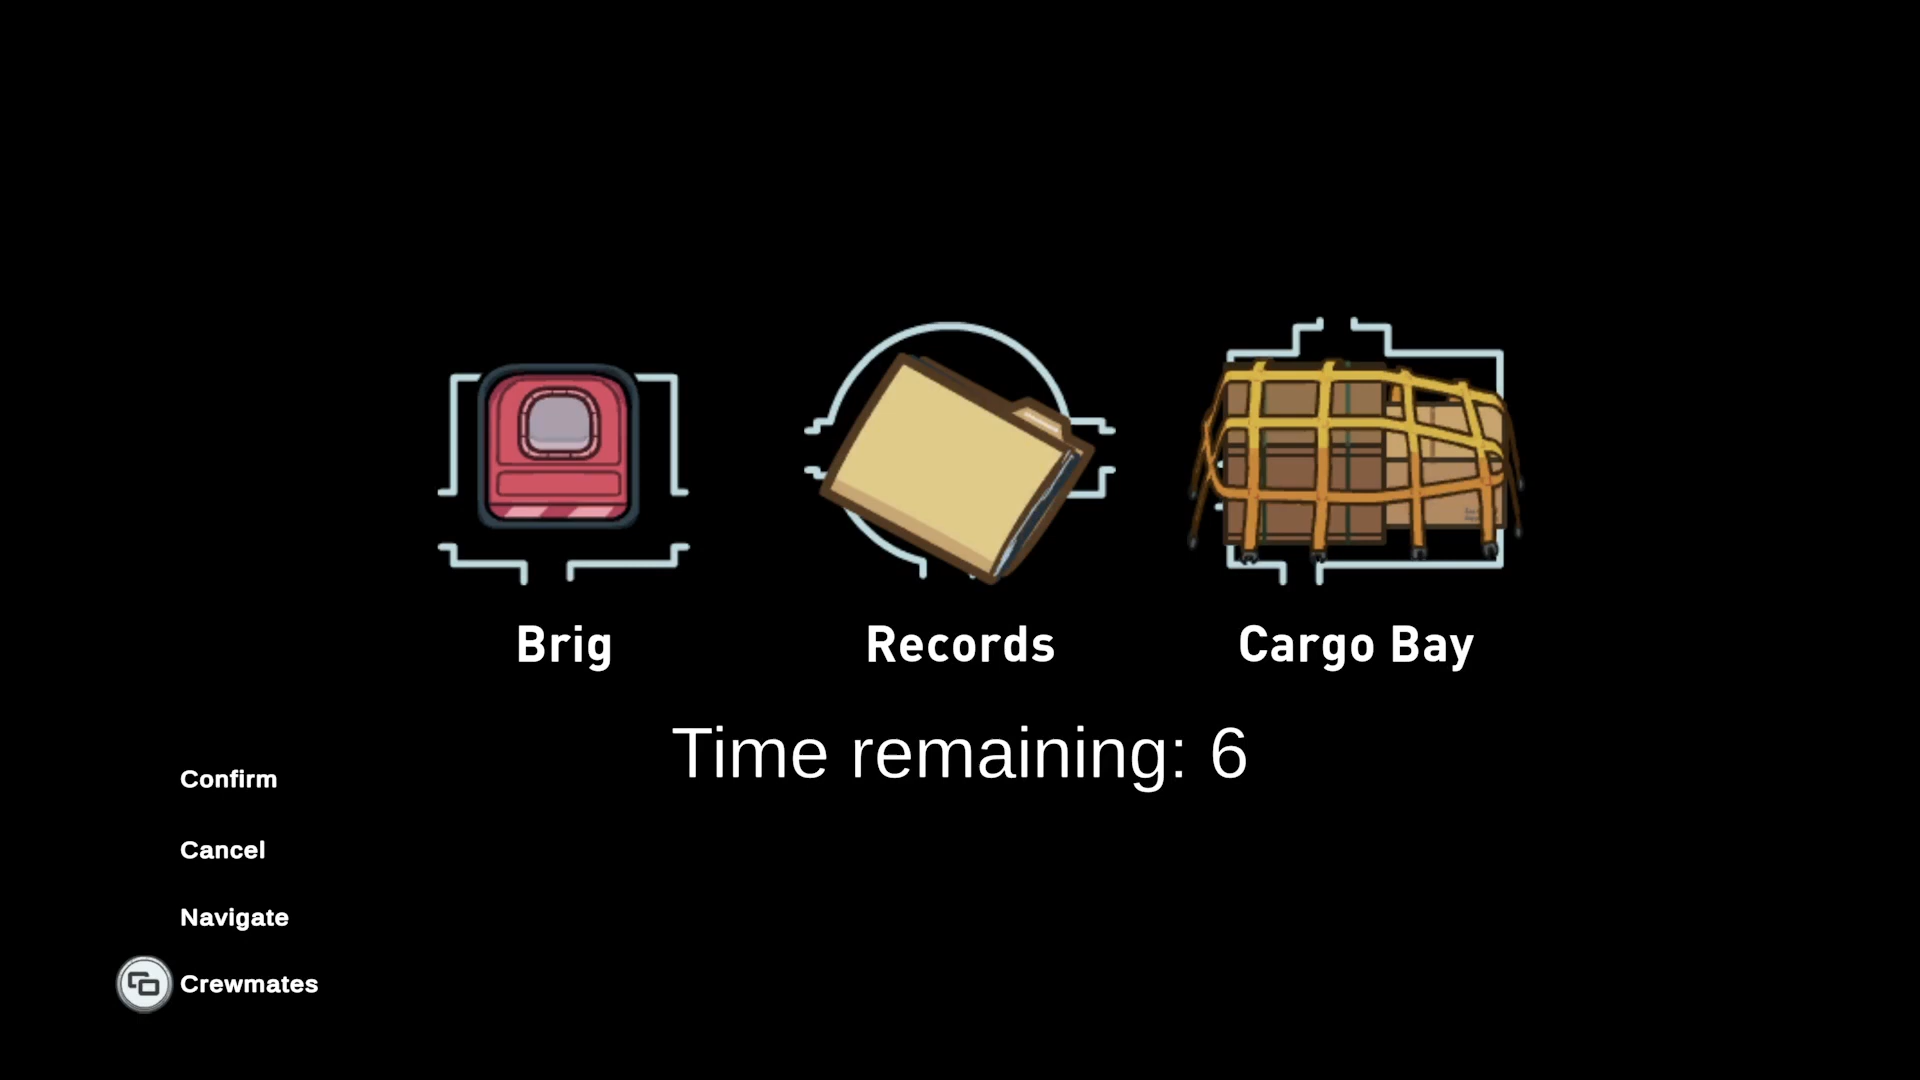 Brig
Records
Cargo Bay
Time remaining: 6
Confirm
Cancel
Navigate
Crewmates